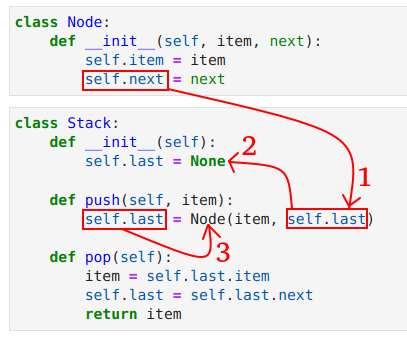 class Node:
    def __init__(self, item, next):
        self.item = item
        self.next = next
class Stack:
    def __init__(self):
        self.last = None
2
1
    def push(self, item):
        self.last = Node(item, self.last)
3
    def pop(self):
        item = self.last.item
        self.last = self.last.next
        return item